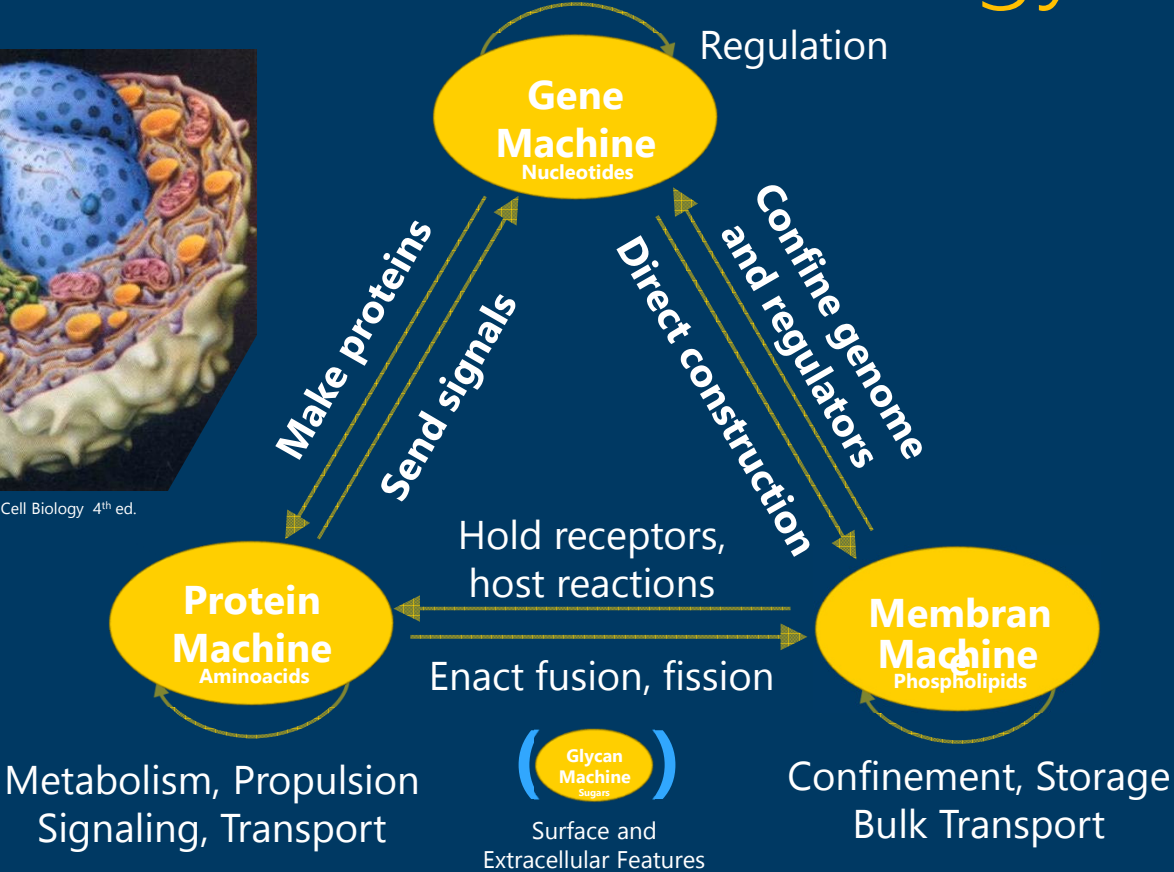 gy
Regulation
Gene
Machine
Nucleotides
Make proteins
Send signals
Direct construction
Confine genome
and regulators
Cell Biology 4th ed.
Hold receptors,
host reactions
Protein
Machine
Aminoacids
Membran
e
Machine
Phospholipids
Enact fusion, fission
Metabolism, Propulsion
Signaling, Transport
(Glycan
Machine
Sugars)
Surface and
Extracellular Features
Confinement, Storage
Bulk Transport